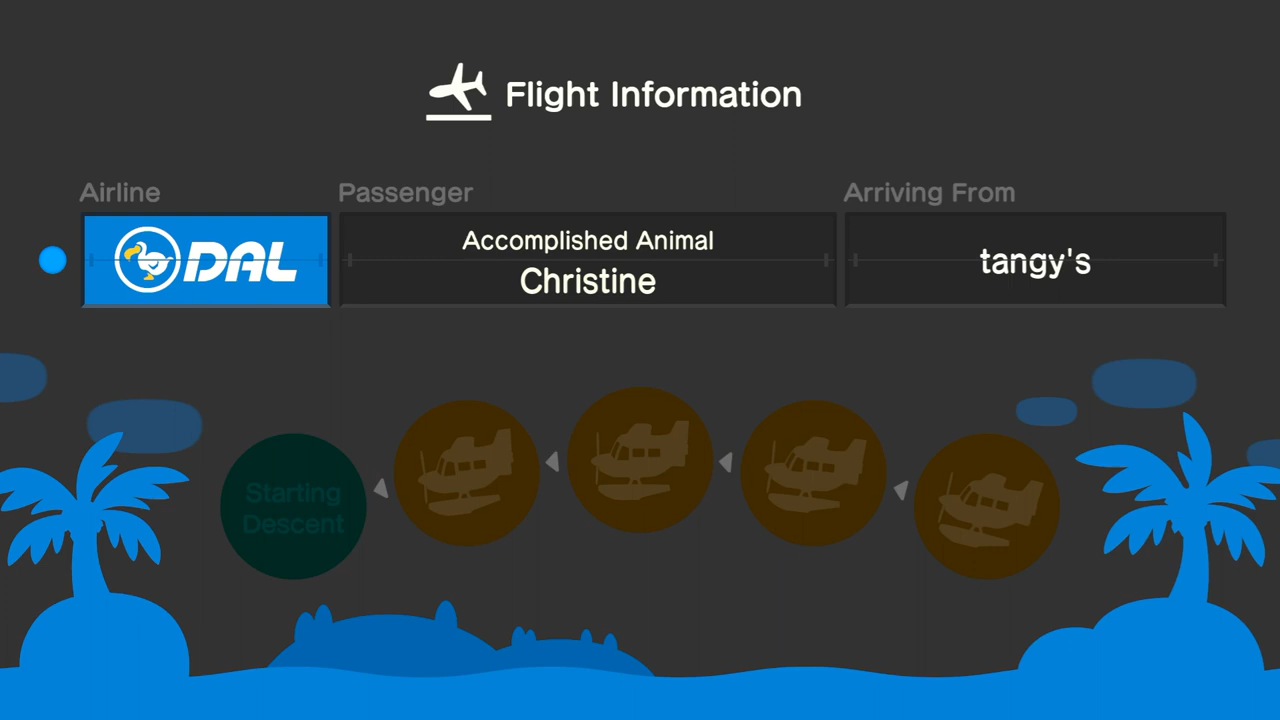 Flight Information
Airline
Passenger
Arriving From
DAL
Accomplished Animal
Christine
tangy's
Starting
Descent